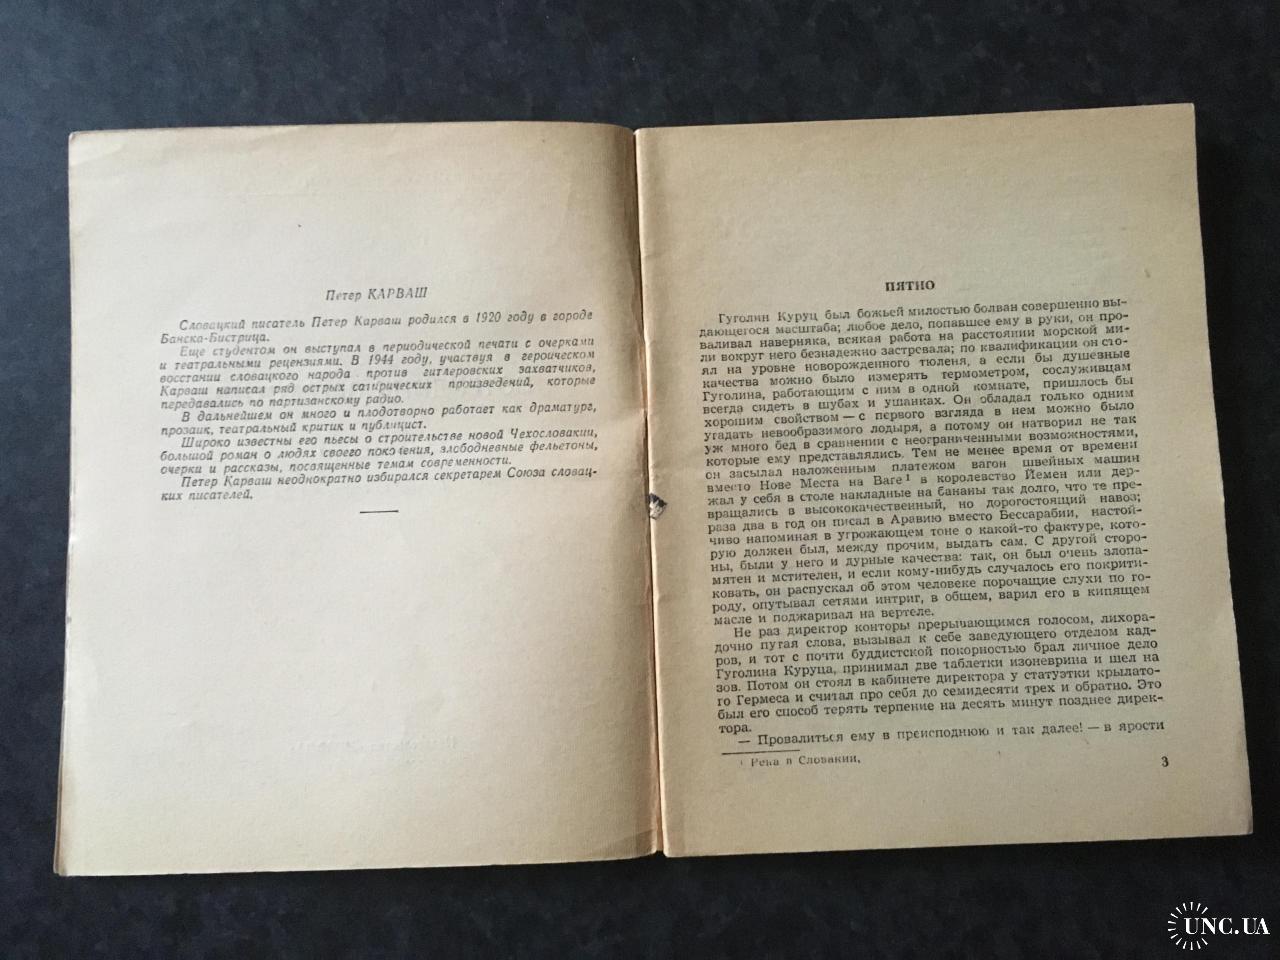 Петер КАРВАШ
Словацкий писатель Петер Карваш родился в 1920 году в городе
Банска-Бистрица.
Еще студентом он выступал в периодической печати с очерками
и театральными рецензиями. В 1944 году, участвуя в героическом
восстании словацкого народа против гитлеровских захватчиков,
Карваш написал ряд острых сатирических произведений, которые
передавались по партизанскому радио.
В дальнейшем он много и плодотворно работает как драматург,
прозаик, театральный критик и публицист.
Широко известны его пьесы о строительстве новой Чехословакии,
большой роман о людях своего поколения, злободневные фельетоны,
очерки и рассказы, посвященные темам современности.
Петер Карваш неоднократно избирался секретарем Союза словац-
ких писателей.
ПЯТНО
Гуголин Куруц был божьей милостью болван совершенно вы-
дающегося масштаба; любое дело, попавшее ему в руки, он про-
валивал наверняка, всякая работа на расстоянии морской ми-
ли вокруг него безнадежно застревала; по квалификации он сто-
ял на уровне новорожденного тюленя, а если бы душевные
качества можно было измерять термометром, сослуживцам
Гуголина, работающим с ним в одной комнате, пришлось бы
всегда сидеть в шубах и ушанках. Он обладал только одним
хорошим свойством — с первого взгляда в нем можно было
угадать невообразимого лодыря, а потому он натворил не так
уж много бед в сравнении с неограниченными возможностями,
которые ему представлялись. Тем не менее время от времени
он засылал наложенным платежом вагон швейных машин
вместо Нове Места на Ваге¹ в королевство Йемен или дер-
жал у себя в столе накладные на бананы так долго, что те пре-
вращались в высококачественный, но дорогостоящий навоз;
раза два в год он писал в Аравию вместо Бессарабии, настой-
чиво напоминая в угрожающем тоне о какой-то фактуре, кото-
рую должен был, между прочим, выдать сам. С другой сторо-
ны, были у него и дурные качества: так, он был очень злопа-
мятен и мстителен, и если кому-нибудь случалось его покрити-
ковать, он распускал об этом человеке порочащие слухи по го-
роду, опутывал сетями интриг, в общем, варил его в кипящем
масле и поджаривал на вертеле.
Не раз директор конторы прерывающимся голосом, лихора-
дочно путая слова, вызывал к себе заведующего отделом кад-
ров, и тот с почти буддистской покорностью брал личное дело
Гуголина Куруца, принимал две таблетки изоневрина и шел на
зов. Потом он стоял в кабинете директора у статуэтки крылато-
го Гермеса и считал про себя до семидесяти трех и обратно. Это
был его способ терять терпение на десять минут позднее дирек-
тора.
— Провалиться ему в преисподнюю и так далее! — в ярости
¹ Река в Словакии.
3
UNC.UA